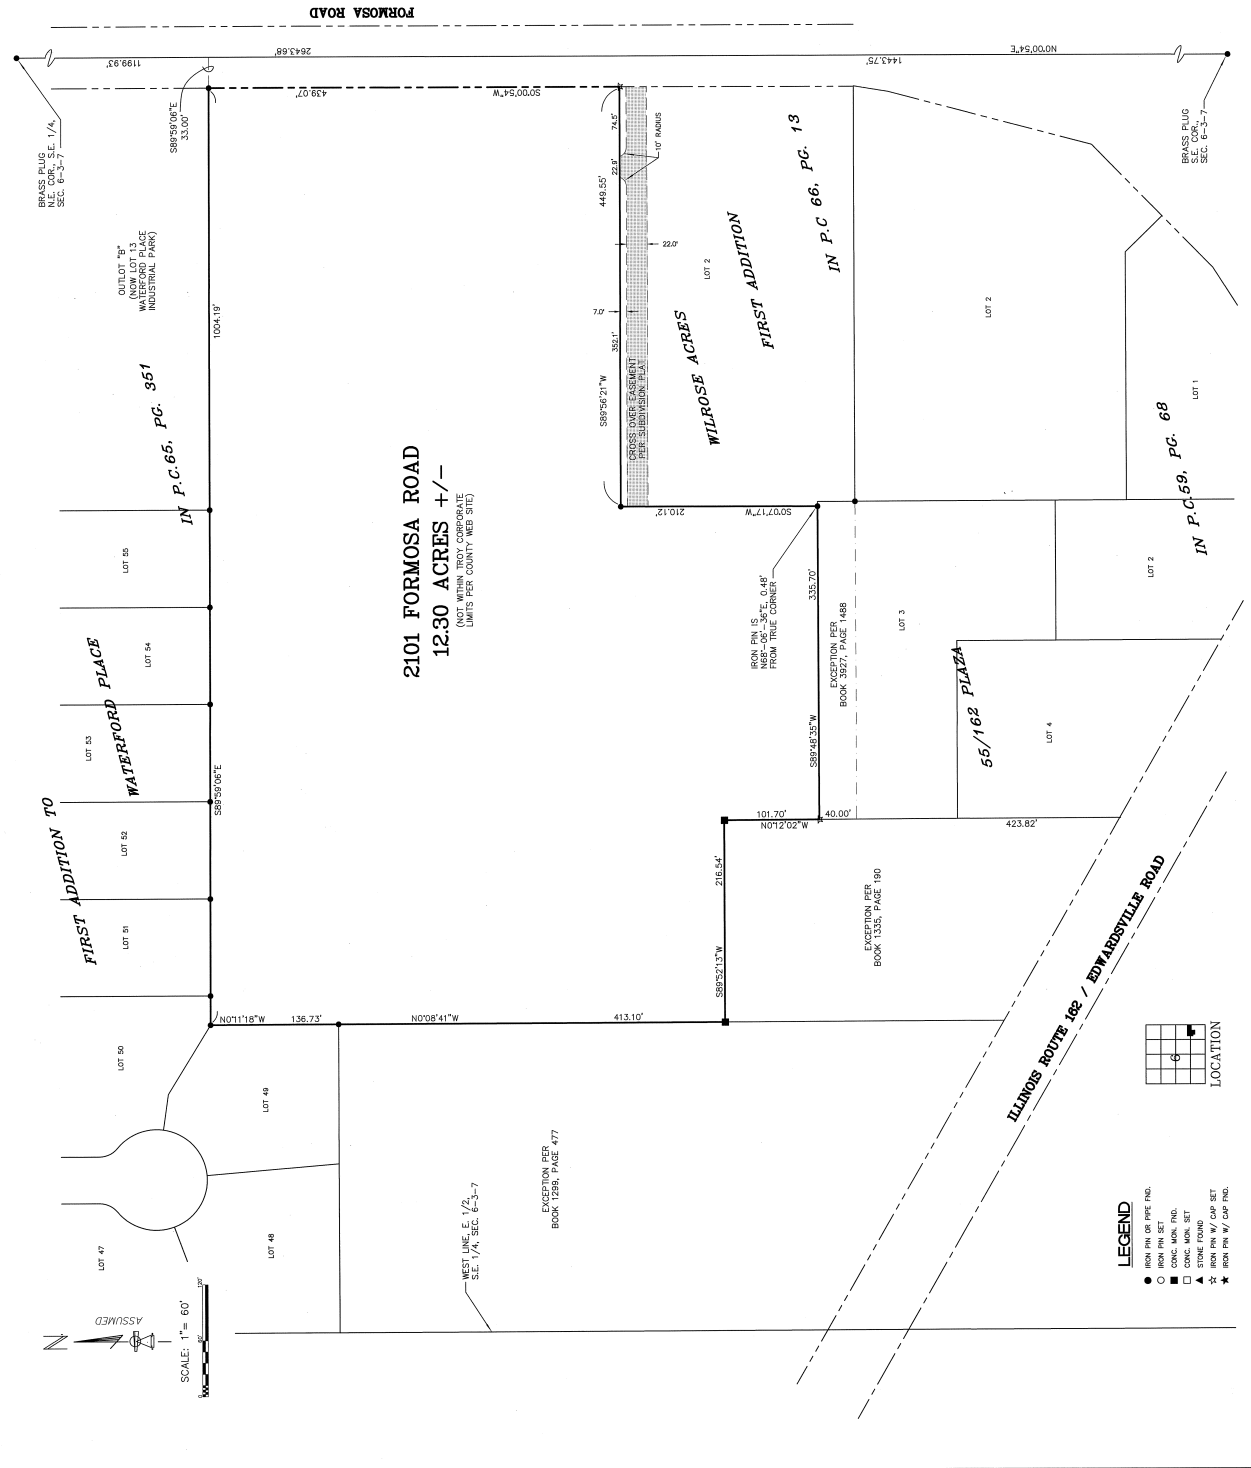 FORMOSA ROAD
2643.68'
1199.93'
1443.75'
N0°00'54"E
BRASS PLUG
N.E. COR., S.E. 1/4,
SEC. 6-3-7
S89°59'06"E
33.00'
439.07'
S0°00'54"W
BRASS PLUG
S.E. COR.,
SEC. 6-3-7
OUTLOT "B"
(NOW LOT 13
WATERFORD PLACE
INDUSTRIAL PARK)
IN P.C.65, PG. 351
1004.19'
S89°59'06"E
74.5'
22.9'
10' RADIUS
449.55'
22.0'
7.0'
352.1'
S89°56'21"W
CROSS OVER EASEMENT
PER SUBDIVISION PLAT
LOT 2
WILROSE ACRES
FIRST ADDITION
IN P.C 66, PG. 13
LOT 2
LOT 1
IN P.C.59, PG. 68
2101 FORMOSA ROAD
12.30 ACRES +/-
(NOT WITHIN TROY CORPORATE
LIMITS PER COUNTY WEB SITE)
210.12'
S0°07'17"W
IRON PIN IS
N68°-06'-36"E, 0.48'
FROM TRUE CORNER
335.70'
S89°48'35"W
EXCEPTION PER
BOOK 3927, PAGE 1488
LOT 3
LOT 2
LOT 4
55/162 PLAZA
LOT 55
LOT 54
LOT 53
LOT 52
LOT 51
LOT 50
FIRST ADDITION TO
WATERFORD PLACE
101.70'
N0°12'02"W
40.00'
423.82'
216.54'
S89°52'13"W
EXCEPTION PER
BOOK 1335, PAGE 190
N0°11'18"W
136.73'
N0°08'41"W
413.10'
ILLINOIS ROUTE 162 / EDWARDSVILLE ROAD
LOT 49
LOT 48
LOT 47
EXCEPTION PER
BOOK 1299, PAGE 477
WEST LINE, E. 1/2,
S.E. 1/4, SEC. 6-3-7
6
LOCATION
LEGEND
IRON PIN OR PIPE FND.
IRON PIN SET
CONC. MON. FND.
CONC. MON. SET
STONE FOUND
IRON PIN W/ CAP SET
IRON PIN W/ CAP FND.
N
ASSUMED
SCALE: 1"= 60'
0
60'
120'